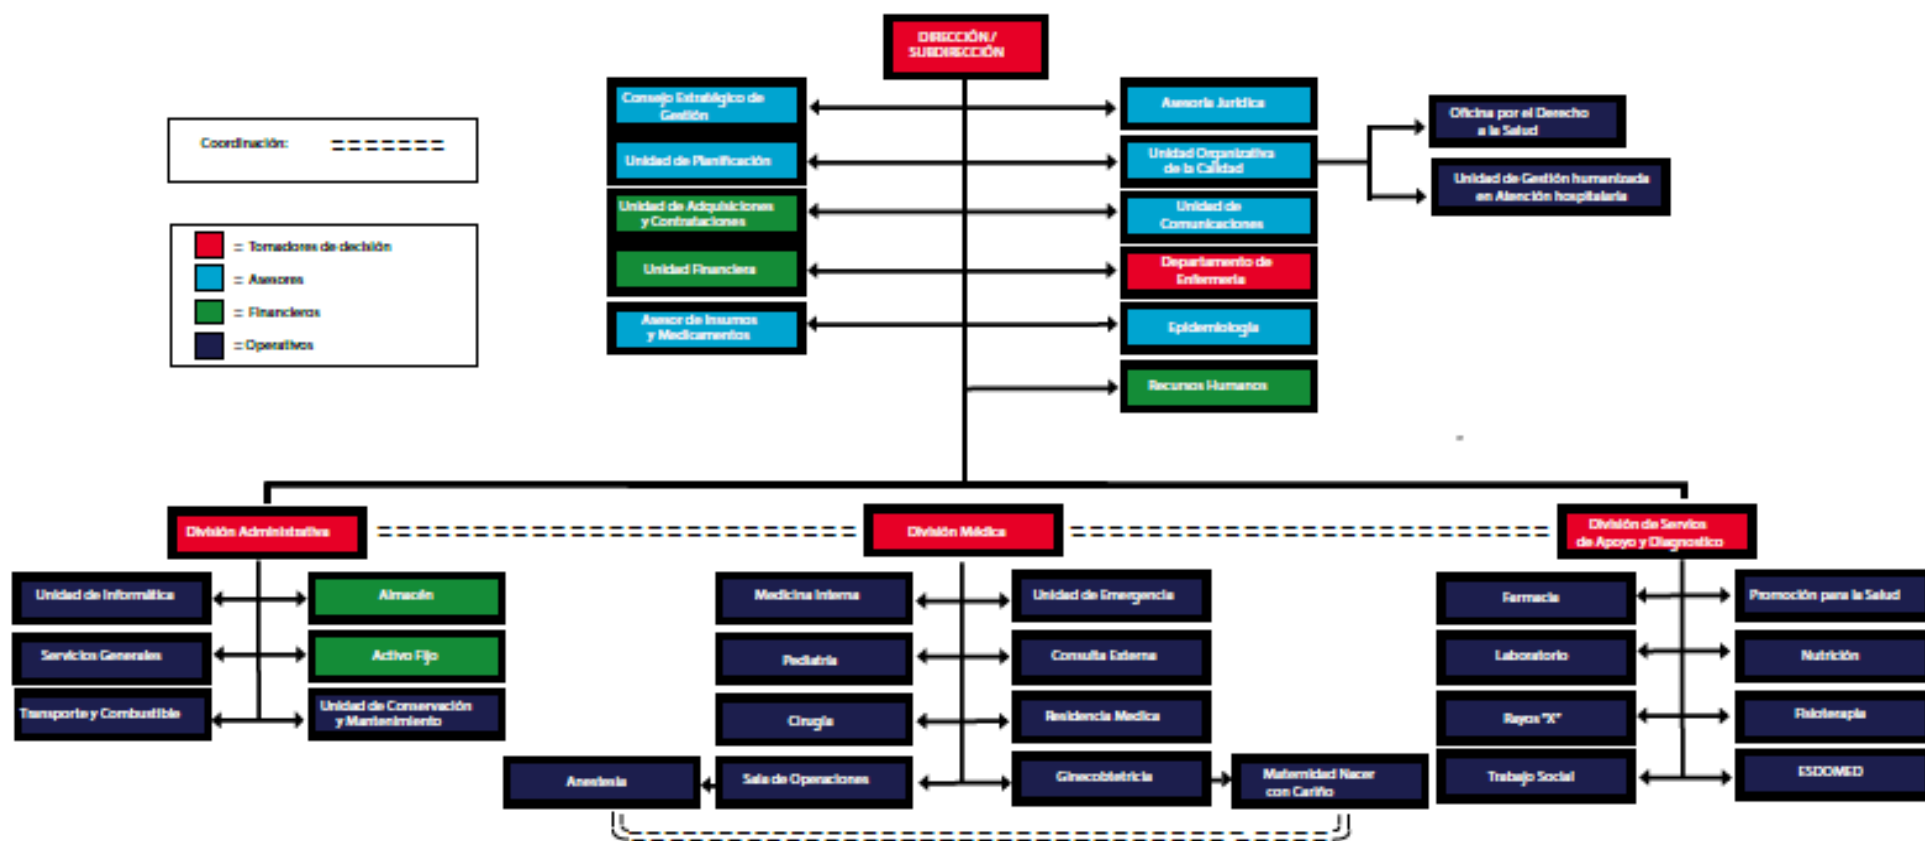 DIRECCIÓN/
SUBDIRECCIÓN
Consejo Estratégico de
Gestión
Asesoría Jurídica
Oficina por el Derecho
a la Salud
Coordinación: =======
Unidad de Planificación
Unidad Organizativa
de la Calidad
Unidad de Gestión humanizada
en Atención hospitalaria
Unidad de Adquisiciones
y Contrataciones
Unidad de
Comunicaciones
= Tomadores de decisión
= Asesores
= Financieros
= Operativos
Unidad Financiera
Departamento de
Enfermería
Asesor de Insumos
y Medicamentos
Epidemiología
Recursos Humanos
División Administrativa
División Médica
División de Servios
de Apoyo y Diagnostico
Unidad de Informática
Almacén
Medicina Interna
Unidad de Emergencia
Farmacia
Promoción para la Salud
Servicios Generales
Activo Fijo
Pediatría
Consulta Externa
Laboratorio
Nutrición
Transporte y Combustible
Unidad de Conservación
y Mantenimiento
Cirugía
Residencia Medica
Rayos "X"
Fisioterapia
Anestesia
Sala de Operaciones
Ginecobtetricia
Maternidad Nacer
con Cariño
Trabajo Social
ESDOMED